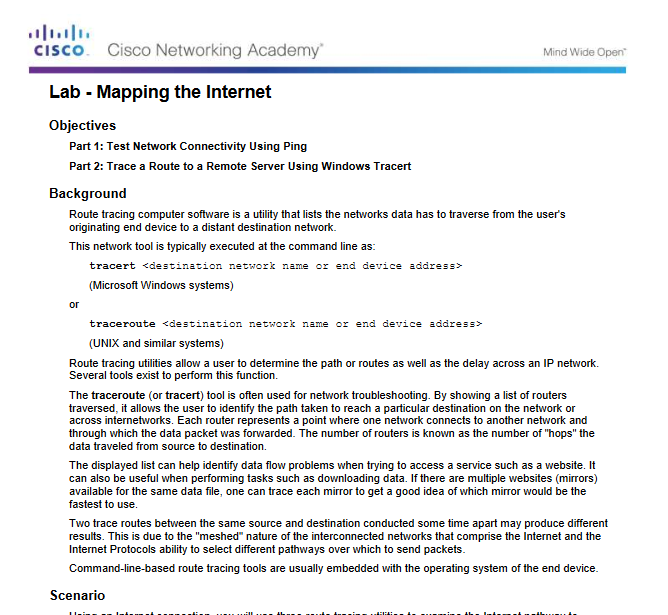 CISCO Cisco Networking Academy® Mind Wide Open™
Lab - Mapping the Internet
Objectives
Part 1: Test Network Connectivity Using Ping
Part 2: Trace a Route to a Remote Server Using Windows Tracert
Background
Route tracing computer software is a utility that lists the networks data has to traverse from the user's
originating end device to a distant destination network.
This network tool is typically executed at the command line as:
tracert <destination network name or end device address>
(Microsoft Windows systems)
or
traceroute <destination network name or end device address>
(UNIX and similar systems)
Route tracing utilities allow a user to determine the path or routes as well as the delay across an IP network.
Several tools exist to perform this function.
The traceroute (or tracert) tool is often used for network troubleshooting. By showing a list of routers
traversed, it allows the user to identify the path taken to reach a particular destination on the network or
across internetworks. Each router represents a point where one network connects to another network and
through which the data packet was forwarded. The number of routers is known as the number of "hops" the
data traveled from source to destination.
The displayed list can help identify data flow problems when trying to access a service such as a website. It
can also be useful when performing tasks such as downloading data. If there are multiple websites (mirrors)
available for the same data file, one can trace each mirror to get a good idea of which mirror would be the
fastest to use.
Two trace routes between the same source and destination conducted some time apart may produce different
results. This is due to the "meshed" nature of the interconnected networks that comprise the Internet and the
Internet Protocols ability to select different pathways over which to send packets.
Command-line-based route tracing tools are usually embedded with the operating system of the end device.
Scenario